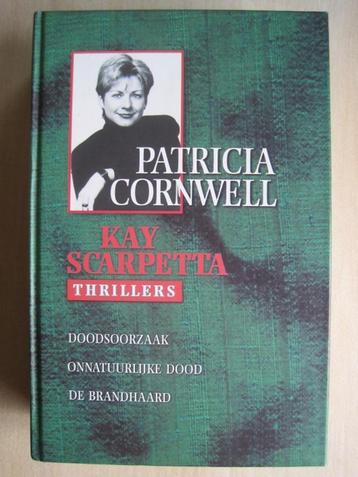 PATRICIA
CORNWELL
KAY
SCARPETTA
THRILLERS
DOODSOORZAAK
ONNATUURLIJKE DOOD
DE BRANDHAARD